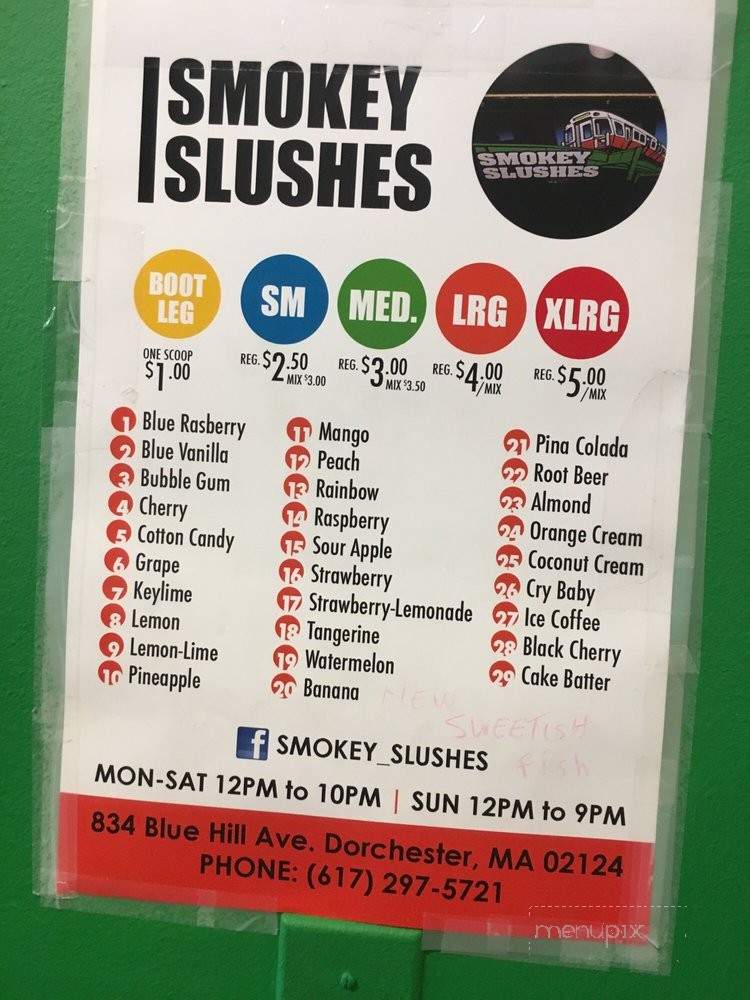 SMOKEY
SLUSHES
SMOKEY
SLUSHES
BOOT
LEG
ONE SCOOP
$1.00
SM
REG. $2.50
MIX $3.00
MED.
REG. $3.00
MIX $3.50
LRG
REG. $4.00
/MIX
XLRG
REG. $5.00
/MIX
1 Blue Rasberry
2 Blue Vanilla
3 Bubble Gum
4 Cherry
5 Cotton Candy
6 Grape
7 Keylime
8 Lemon
9 Lemon-Lime
10 Pineapple
11 Mango
12 Peach
13 Rainbow
14 Raspberry
15 Sour Apple
16 Strawberry
17 Strawberry-Lemonade
18 Tangerine
19 Watermelon
20 Banana
21 Pina Colada
22 Root Beer
23 Almond
24 Orange Cream
25 Coconut Cream
26 Cry Baby
27 Ice Coffee
28 Black Cherry
29 Cake Batter
NEW
SWEETISH
fish
f SMOKEY_SLUSHES
MON-SAT 12PM to 10PM | SUN 12PM to 9PM
834 Blue Hill Ave. Dorchester, MA 02124
PHONE: (617) 297-5721
menupix